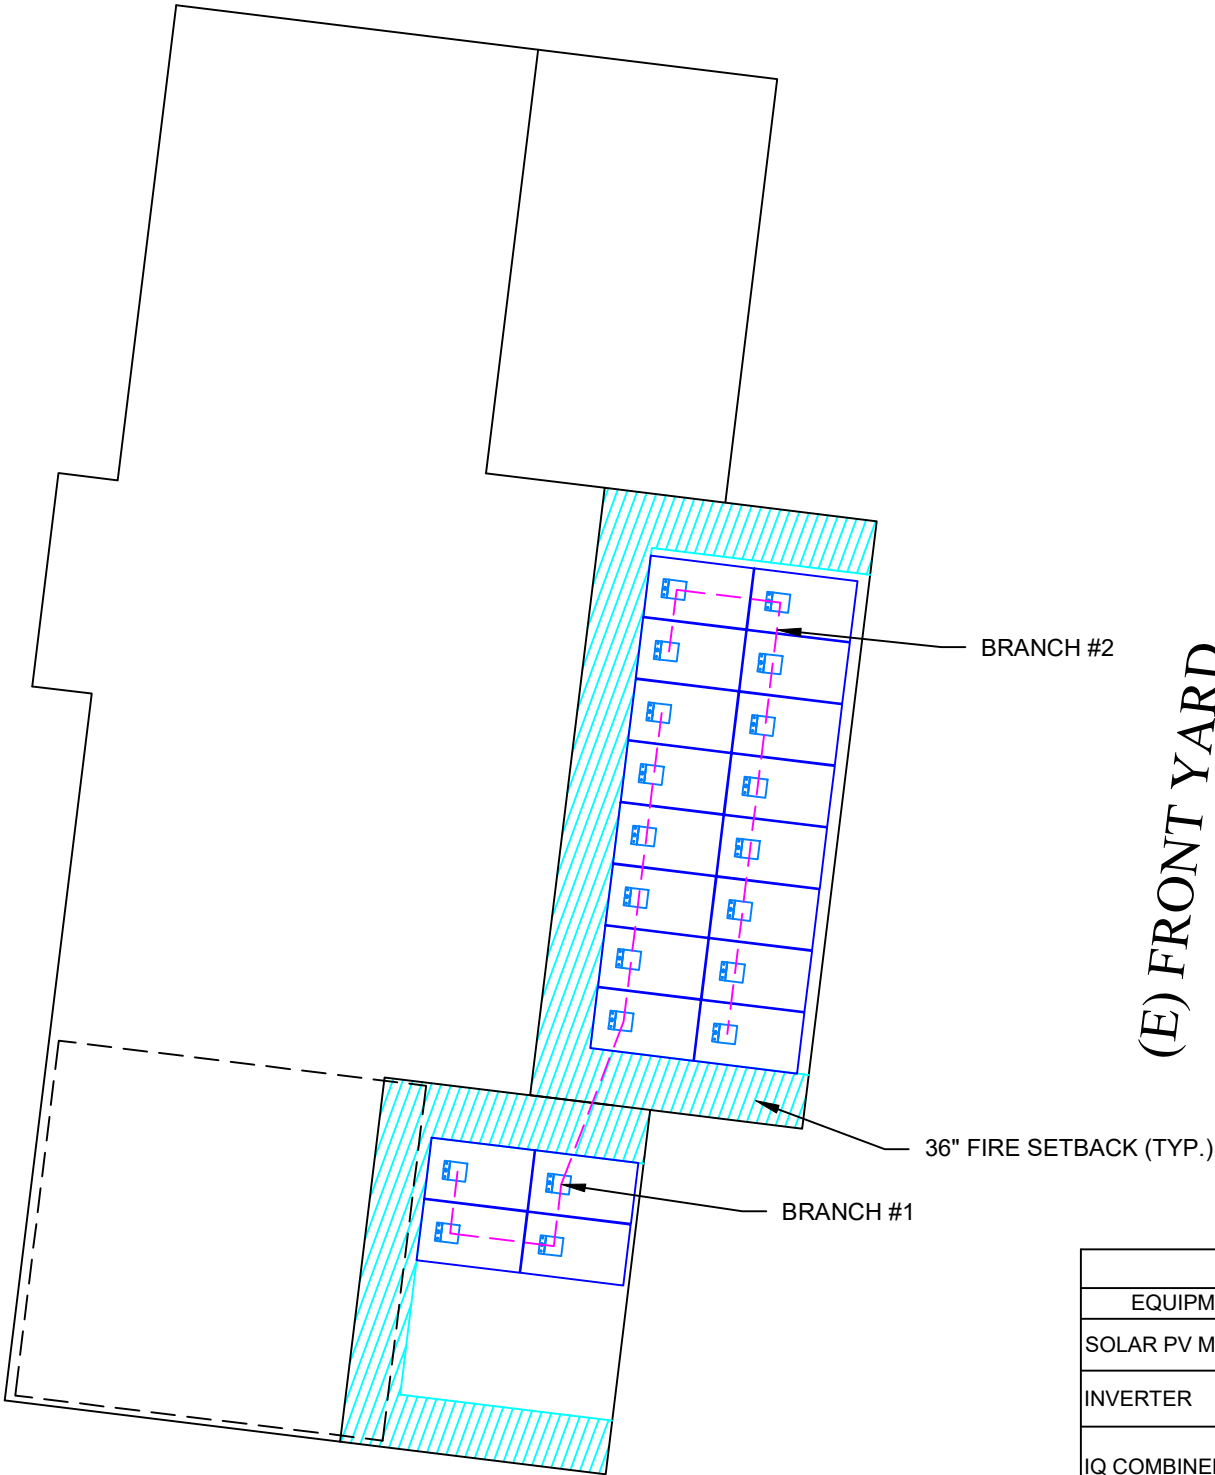 BRANCH #2
(E) FRONT YARD
36" FIRE SETBACK (TYP.)
BRANCH #1
EQUIPM
SOLAR PV M
INVERTER
IQ COMBINE